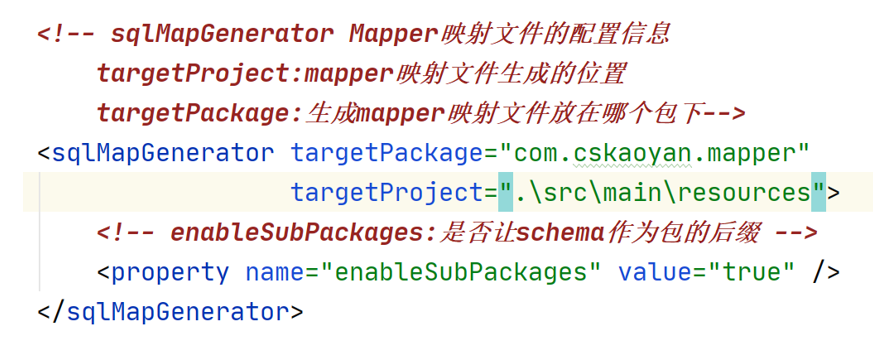 <!-- sqlMapGenerator Mapper映射文件的配置信息
targetProject:mapper映射文件生成的位置
targetPackage:生成mapper映射文件放在哪个包下-->
<sqlMapGenerator targetPackage="com.cskaoyan.mapper"
targetProject=".\src\main\resources">
<!-- enableSubPackages:是否让schema作为包的后缀 -->
<property name="enableSubPackages" value="true" />
</sqlMapGenerator>